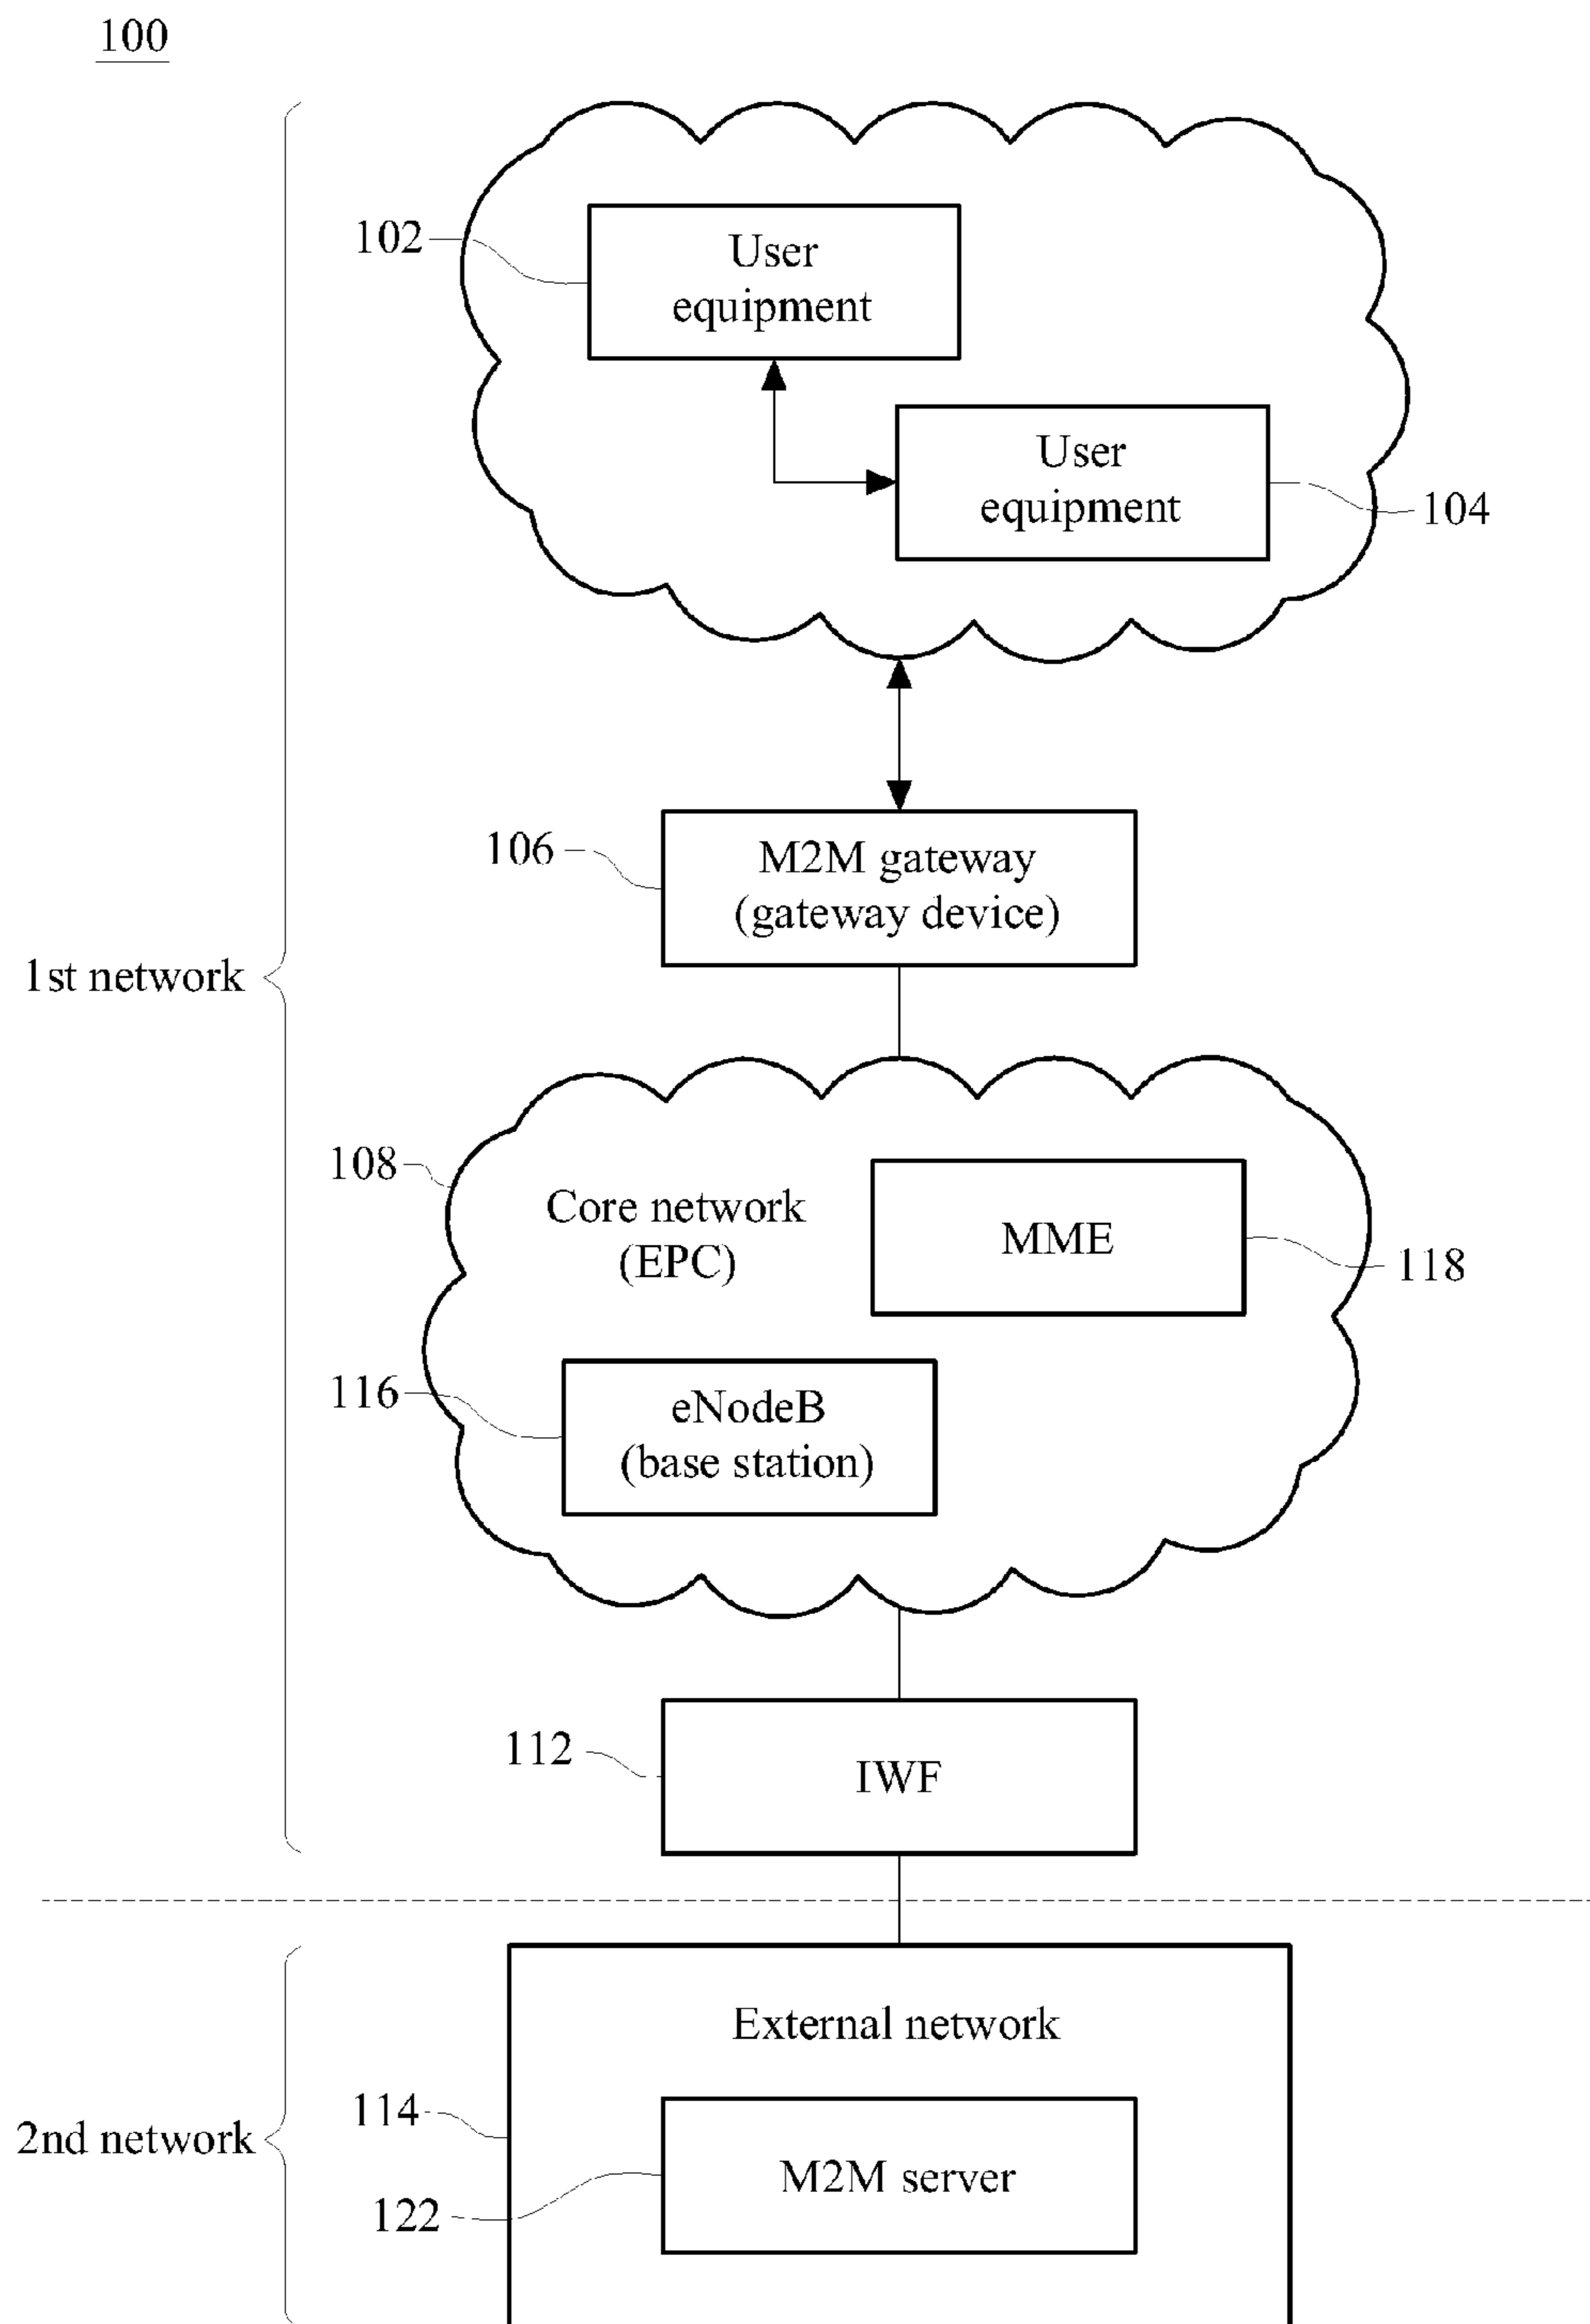 100
102
User
equipment
User
equipment
104
106
M2M gateway
(gateway device)
1st network
108
Core network
(EPC)
MME
118
116
eNodeB
(base station)
112
IWF
External network
114
2nd network
M2M server
122